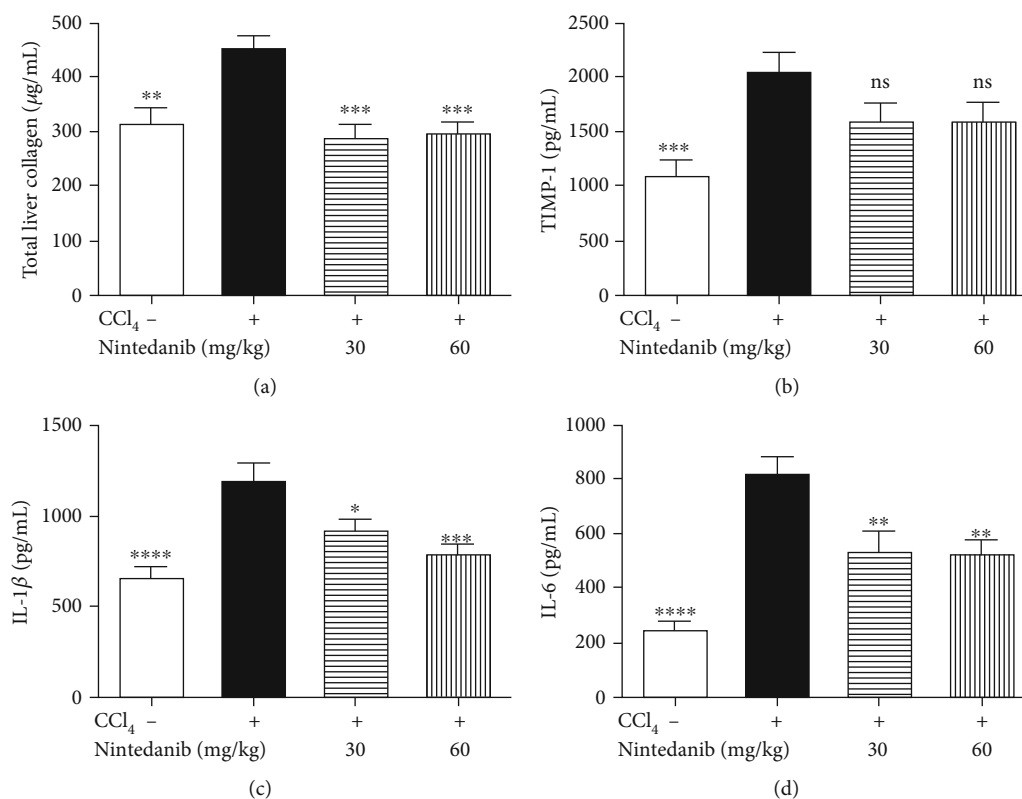 Total liver collagen (μg/mL)
500
400
300
200
100
0
**
***
***
CCl₄ – + + +
Nintedanib (mg/kg) 30 60
(a)
TIMP-1 (pg/mL)
2500
2000
1500
1000
500
0
***
ns
ns
CCl₄ – + + +
Nintedanib (mg/kg) 30 60
(b)
IL-1β (pg/mL)
1500
1000
500
0
****
*
***
CCl₄ – + + +
Nintedanib (mg/kg) 30 60
(c)
IL-6 (pg/mL)
1000
800
600
400
200
0
****
**
**
CCl₄ – + + +
Nintedanib (mg/kg) 30 60
(d)